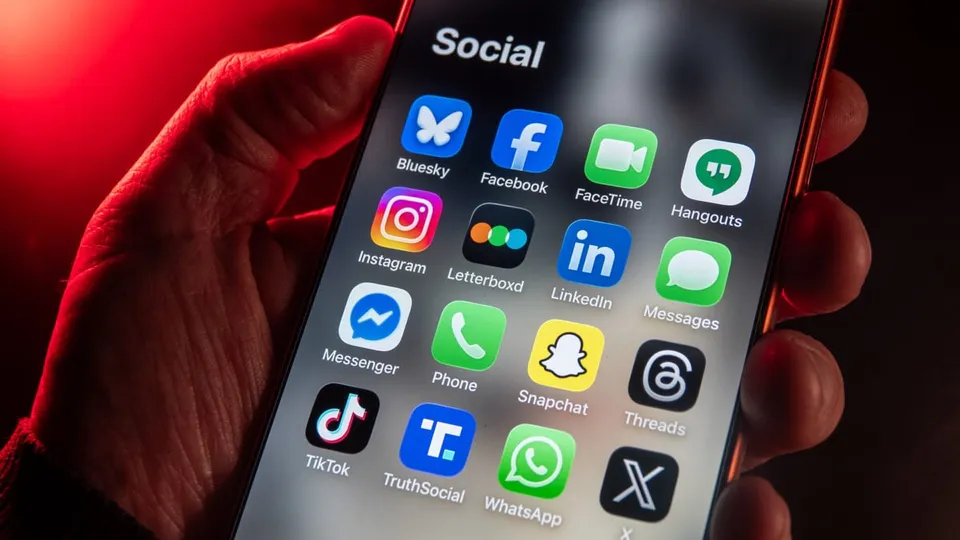 Social
Bluesky
Facebook
FaceTime
Hangouts
Instagram
Letterboxd
LinkedIn
Messages
Messenger
Phone
Snapchat
Threads
TikTok
TruthSocial
WhatsApp
X